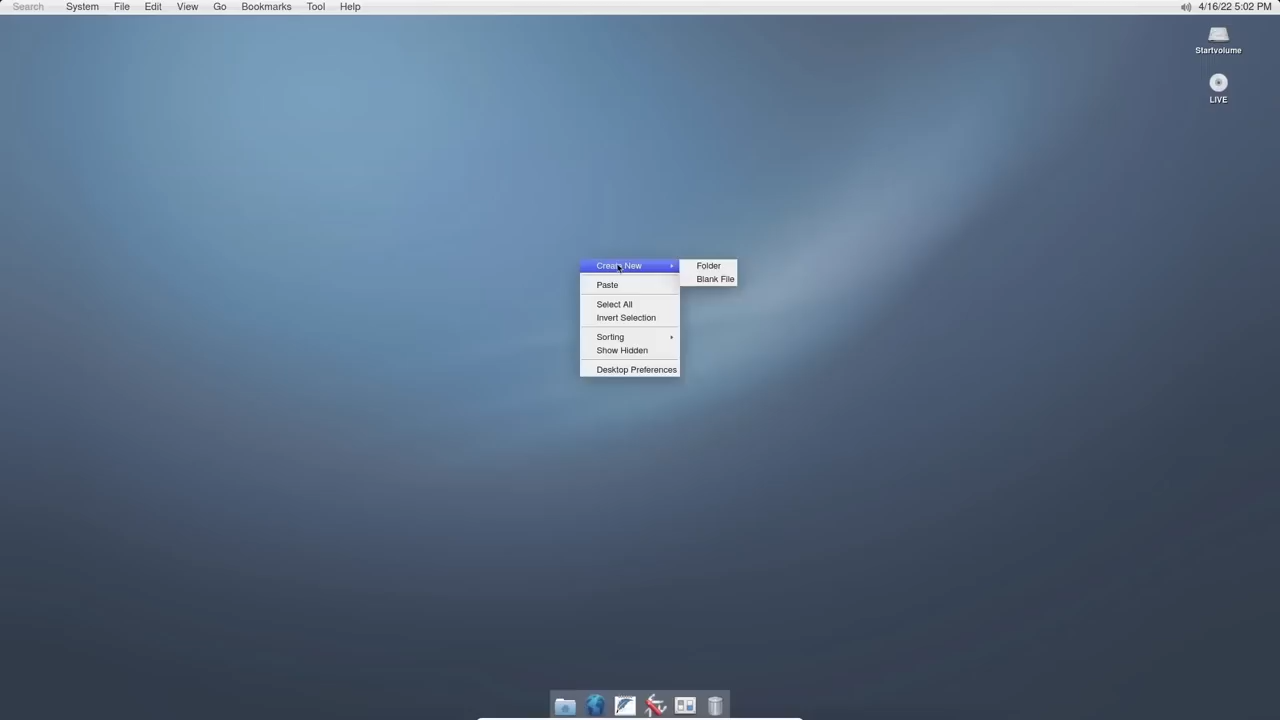 Search System File Edit View Go Bookmarks Tool Help 4/16/22 5:02 PM
Startvolume
LIVE
Create New
Folder
Blank File
Paste
Select All
Invert Selection
Sorting
Show Hidden
Desktop Preferences